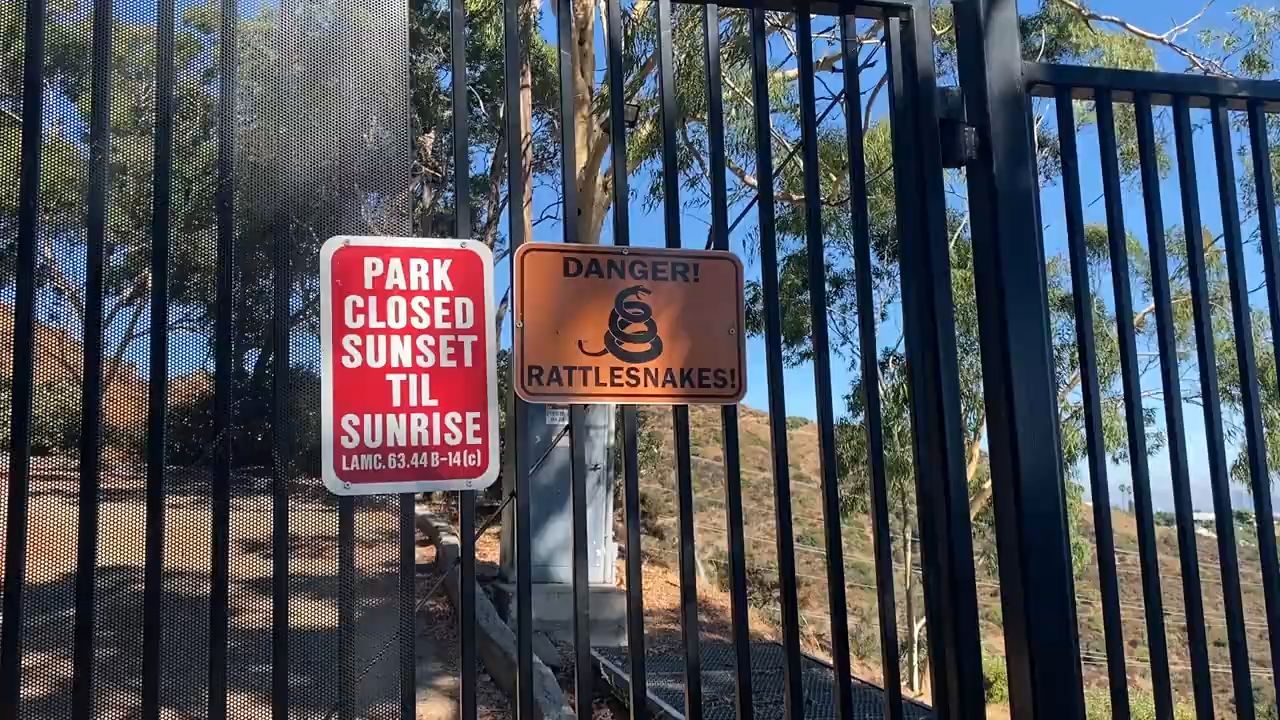 PARK
CLOSED
SUNSET
TIL
SUNRISE
LAMC.63.44 B-14(c)
DANGER!
RATTLESNAKES!